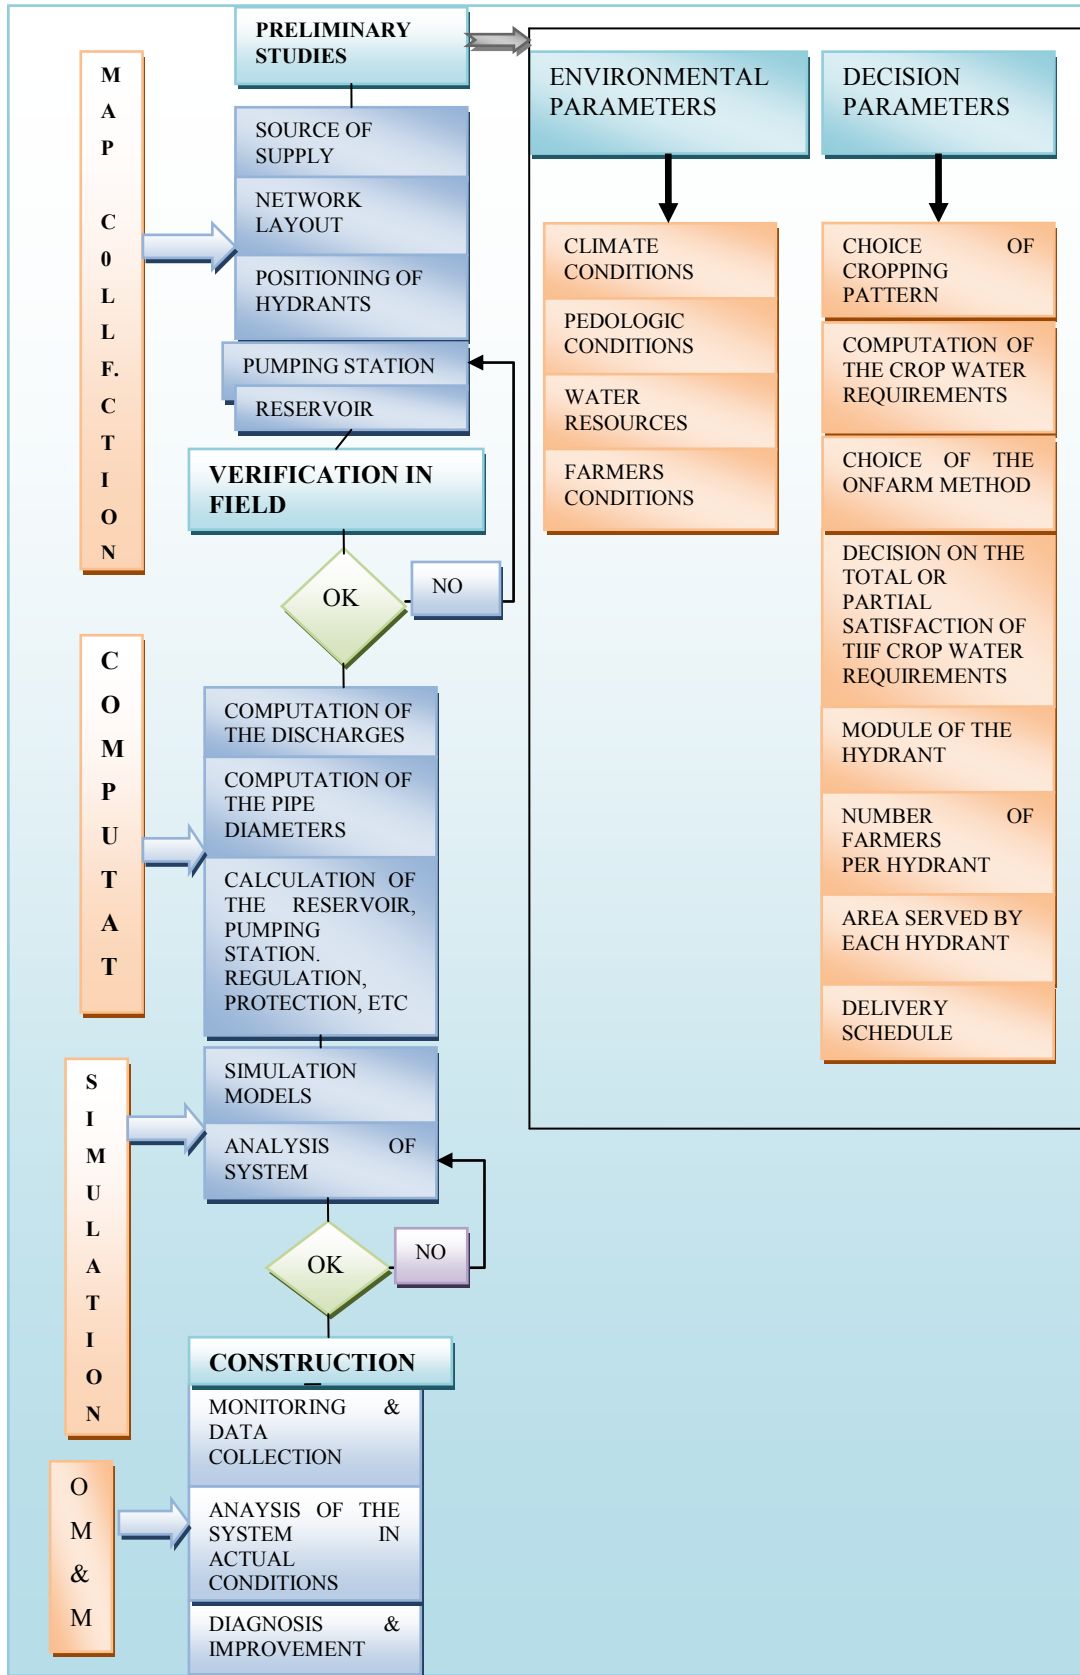 PRELIMINARY
STUDIES
M
A
P
C
0
L
L
F.
C
T
I
O
N
SOURCE OF
SUPPLY
NETWORK
LAYOUT
POSITIONING OF
HYDRANTS
PUMPING STATION
RESERVOIR
VERIFICATION IN
FIELD
OK
NO
C
O
M
P
U
T
A
T
COMPUTATION OF
THE DISCHARGES
COMPUTATION OF
THE PIPE
DIAMETERS
CALCULATION OF
THE RESERVOIR,
PUMPING
STATION.
REGULATION,
PROTECTION, ETC
S
I
M
U
L
A
T
I
O
N
SIMULATION
MODELS
ANALYSIS OF
SYSTEM
OK
NO
CONSTRUCTION
O
M
&
M
MONITORING &
DATA
COLLECTION
ANAYSIS OF THE
SYSTEM IN
ACTUAL
CONDITIONS
DIAGNOSIS &
IMPROVEMENT
ENVIRONMENTAL
PARAMETERS
CLIMATE
CONDITIONS
PEDOLOGIC
CONDITIONS
WATER
RESOURCES
FARMERS
CONDITIONS
DECISION
PARAMETERS
CHOICE OF
CROPPING
PATTERN
COMPUTATION OF
THE CROP WATER
REQUIREMENTS
CHOICE OF THE
ONFARM METHOD
DECISION ON THE
TOTAL OR
PARTIAL
SATISFACTION OF
TIIF CROP WATER
REQUIREMENTS
MODULE OF THE
HYDRANT
NUMBER OF
FARMERS
PER HYDRANT
AREA SERVED BY
EACH HYDRANT
DELIVERY
SCHEDULE